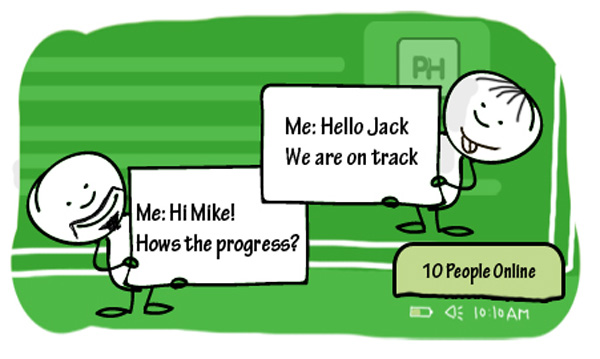 PH
Me: Hello Jack
We are on track
Me: Hi Mike!
Hows the progress?
10 People Online
10:10AM